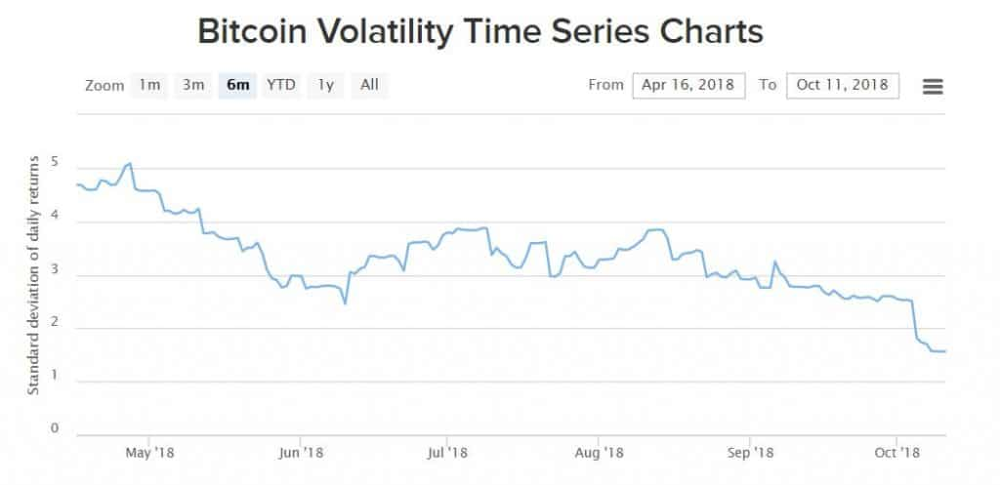 Bitcoin Volatility Time Series Charts
Zoom 1m 3m 6m YTD 1y All From Apr 16, 2018 To Oct 11, 2018
Standard deviation of daily returns
5
4
3
2
1
0
May '18 Jun '18 Jul '18 Aug '18 Sep '18 Oct '18